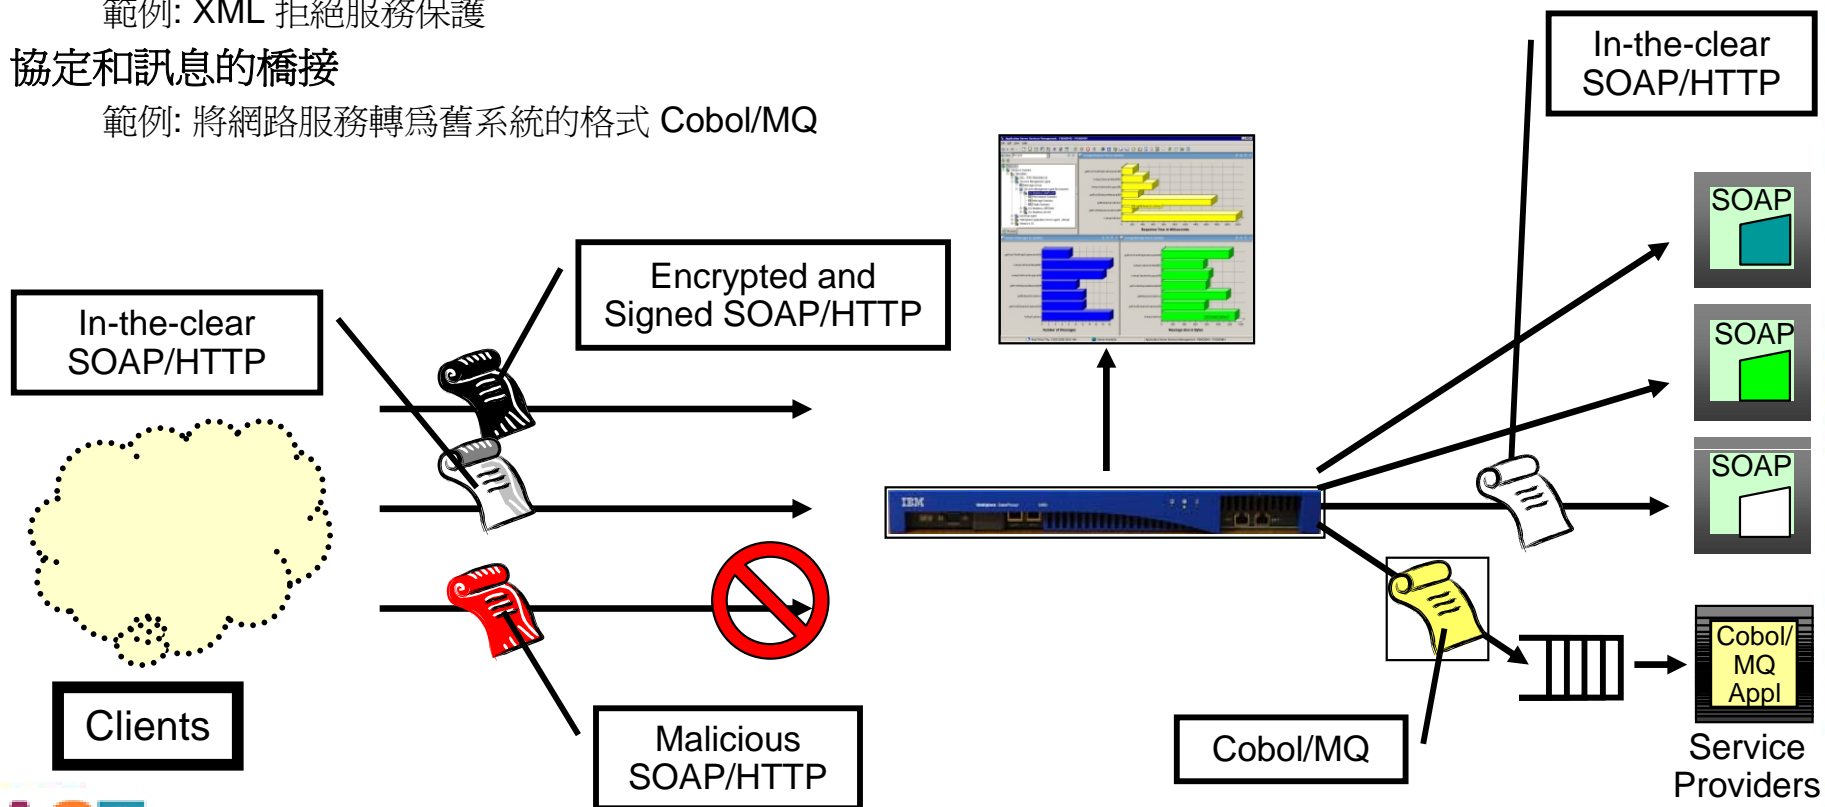 範例: XML 拒絕服務保護
協定和訊息的橋接
範例: 將網路服務轉為舊系統的格式 Cobol/MQ
In-the-clear
SOAP/HTTP
Encrypted and
Signed SOAP/HTTP
In-the-clear
SOAP/HTTP
SOAP
SOAP
SOAP
IBM
Cobol/
MQ
Appl
Clients
Malicious
SOAP/HTTP
Cobol/MQ
Service
Providers